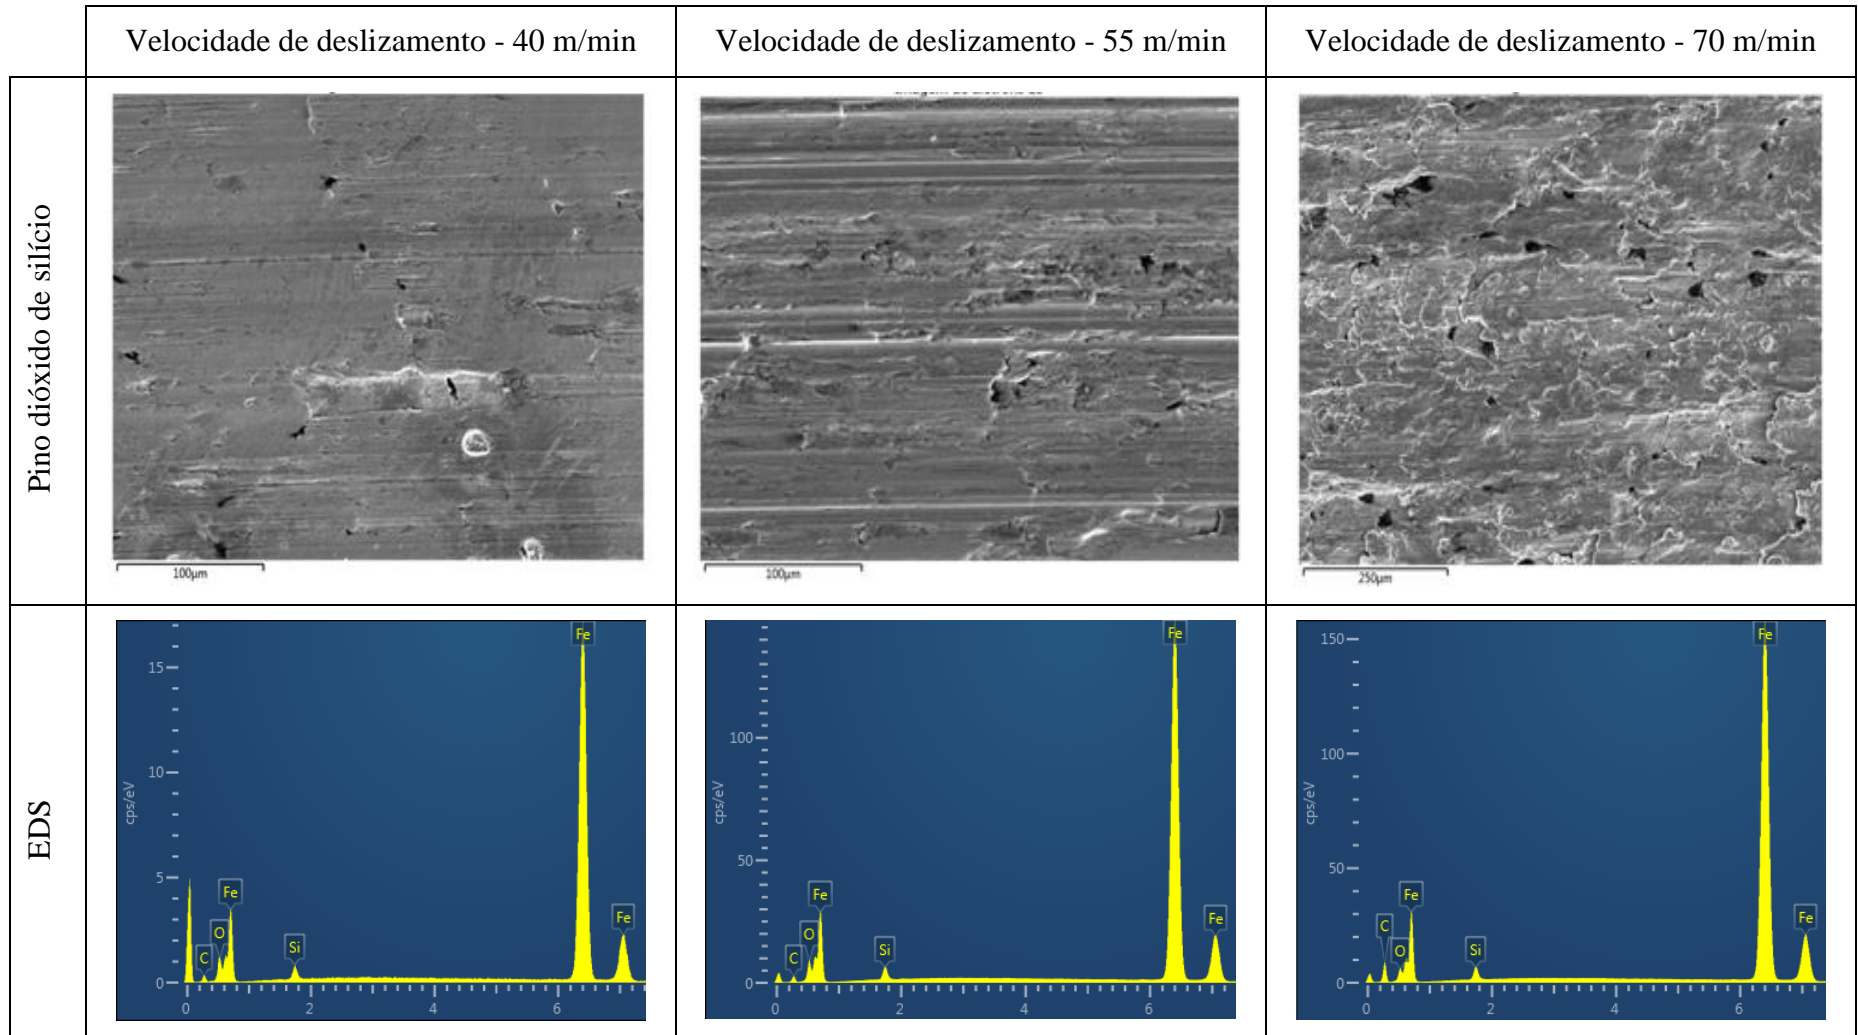 Velocidade de deslizamento - 40 m/min
Velocidade de deslizamento - 55 m/min
Velocidade de deslizamento - 70 m/min
Pino dióxido de silício
100µm
100µm
250µm
EDS
cps/eV
15
10
5
0
0
2
4
6
C
O
Fe
Si
Fe
Fe
cps/eV
100
50
0
0
2
4
6
C
O
Fe
Si
Fe
Fe
cps/eV
150
100
50
0
0
2
4
6
C
O
Fe
Si
Fe
Fe